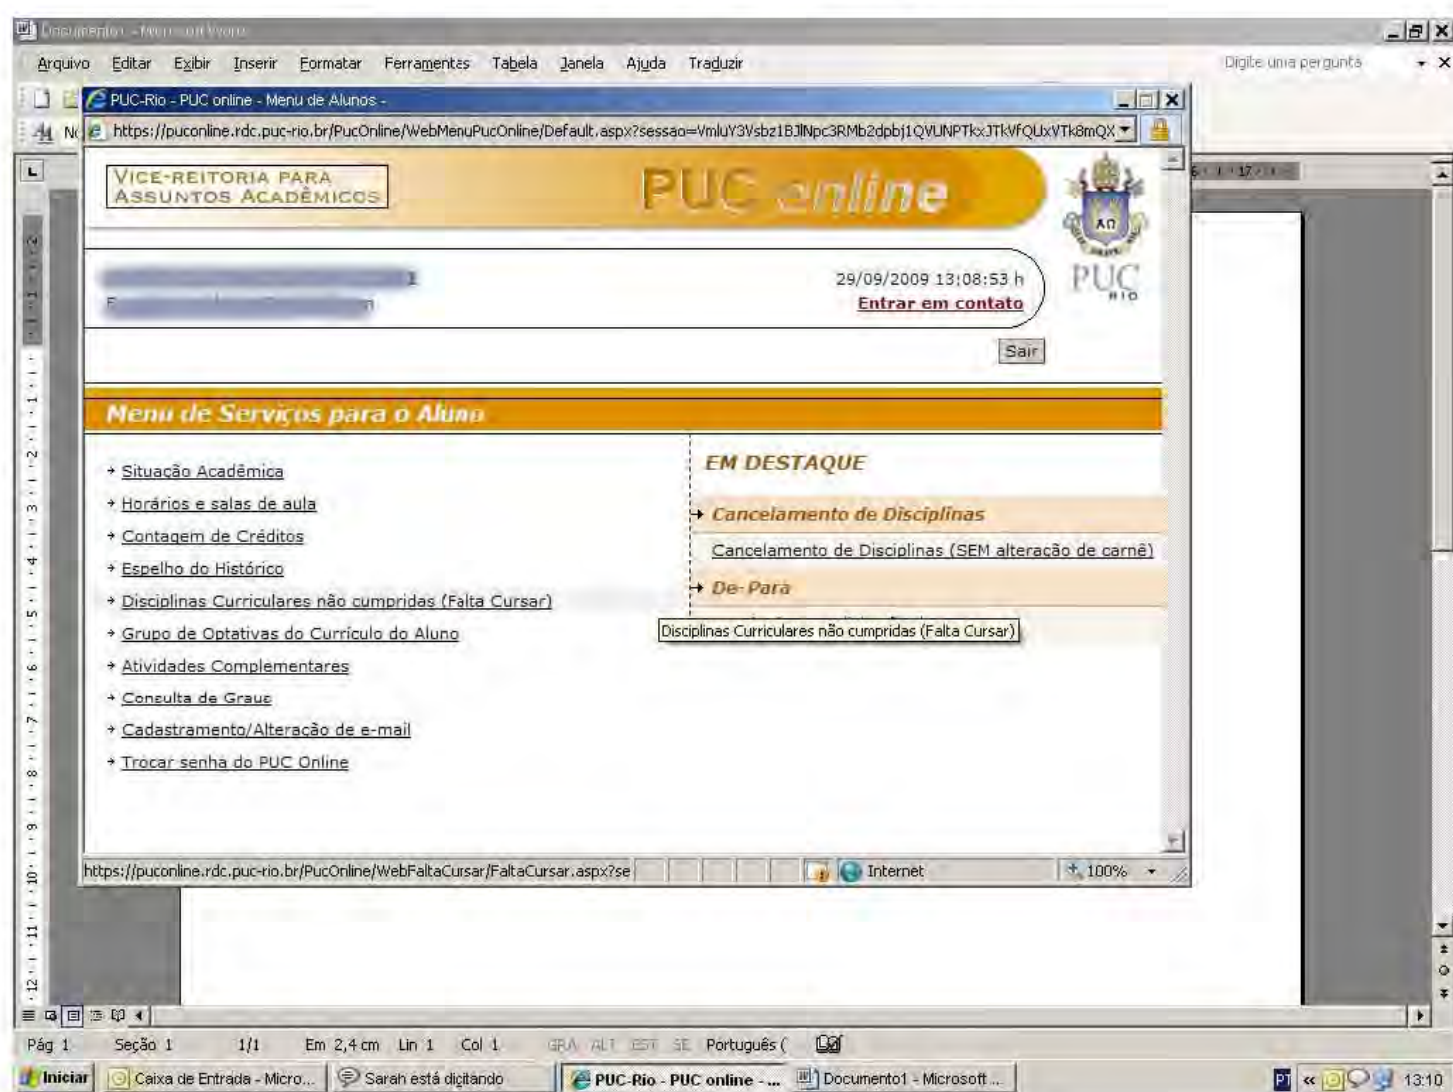 Documento1 - Microsoft Word
Arquivo Editar Exibir Inserir Formatar Ferramentas Tabela Janela Ajuda Traduzir Digite uma pergunta
PUC-Rio - PUC online - Menu de Alunos -
https://puconline.rdc.puc-rio.br/PucOnline/WebMenuPucOnline/Default.aspx?sessao=
VICE-REITORIA PARA
ASSUNTOS ACADÊMICOS
PUC online
ΑΩ
PUC
RIO
29/09/2009 13:08:53 h
Entrar em contato
Sair
Menu de Serviços para o Aluno
Situação Acadêmica
Horários e salas de aula
Contagem de Créditos
Espelho do Histórico
Disciplinas Curriculares não cumpridas (Falta Cursar)
Grupo de Optativas do Currículo do Aluno
Atividades Complementares
Consulta de Graus
Cadastramento/Alteração de e-mail
Trocar senha do PUC Online
EM DESTAQUE
Cancelamento de Disciplinas
Cancelamento de Disciplinas (SEM alteração de carnê)
De-Para
Disciplinas Curriculares não cumpridas (Falta Cursar)
https://puconline.rdc.puc-rio.br/PucOnline/WebFaltaCursar/FaltaCursar.aspx?se Internet 100%
Pág 1 Seção 1 1/1 Em 2,4 cm Lin 1 Col 1 GRA ALT EST SE Português (
Iniciar Caixa de Entrada - Micro... Sarah está digitando PUC-Rio - PUC online - ... Documento1 - Microsoft ... PT « 13:10